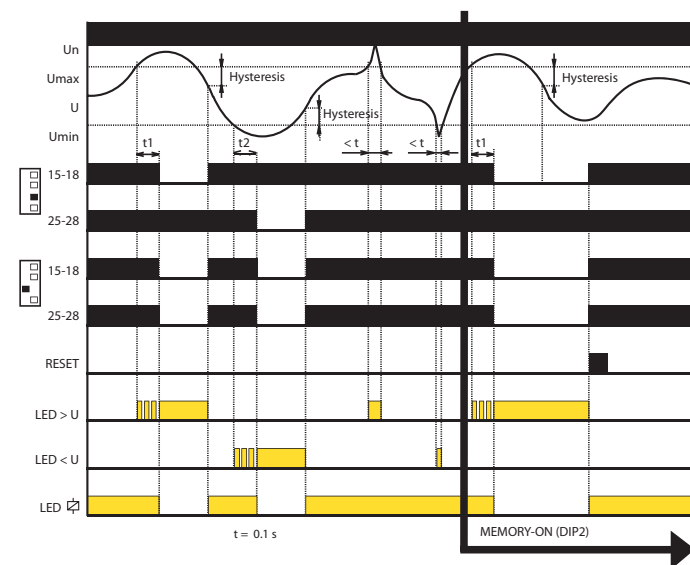 Un
Umax
Hysteresis
Hysteresis
U
Hysteresis
Umin
t1
t2
< t
< t
t1
15-18
25-28
15-18
25-28
RESET
LED > U
LED < U
LED
t = 0.1 s
MEMORY-ON (DIP2)